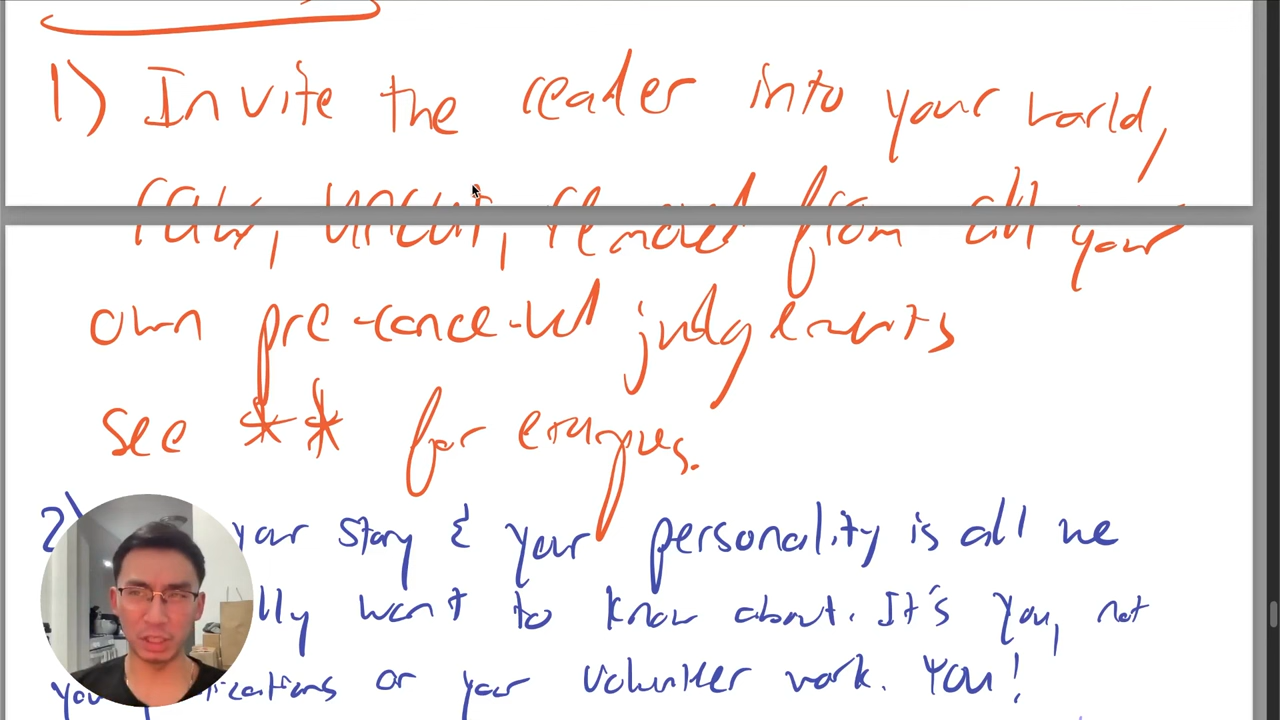 1) Invite the reader into your world,
raw, uncut, removed from all your
own pre-conceived judgements
see ** for examples.
2) your story & your personality is all we
want to know about. It's you, not
or your volunteer work. You!